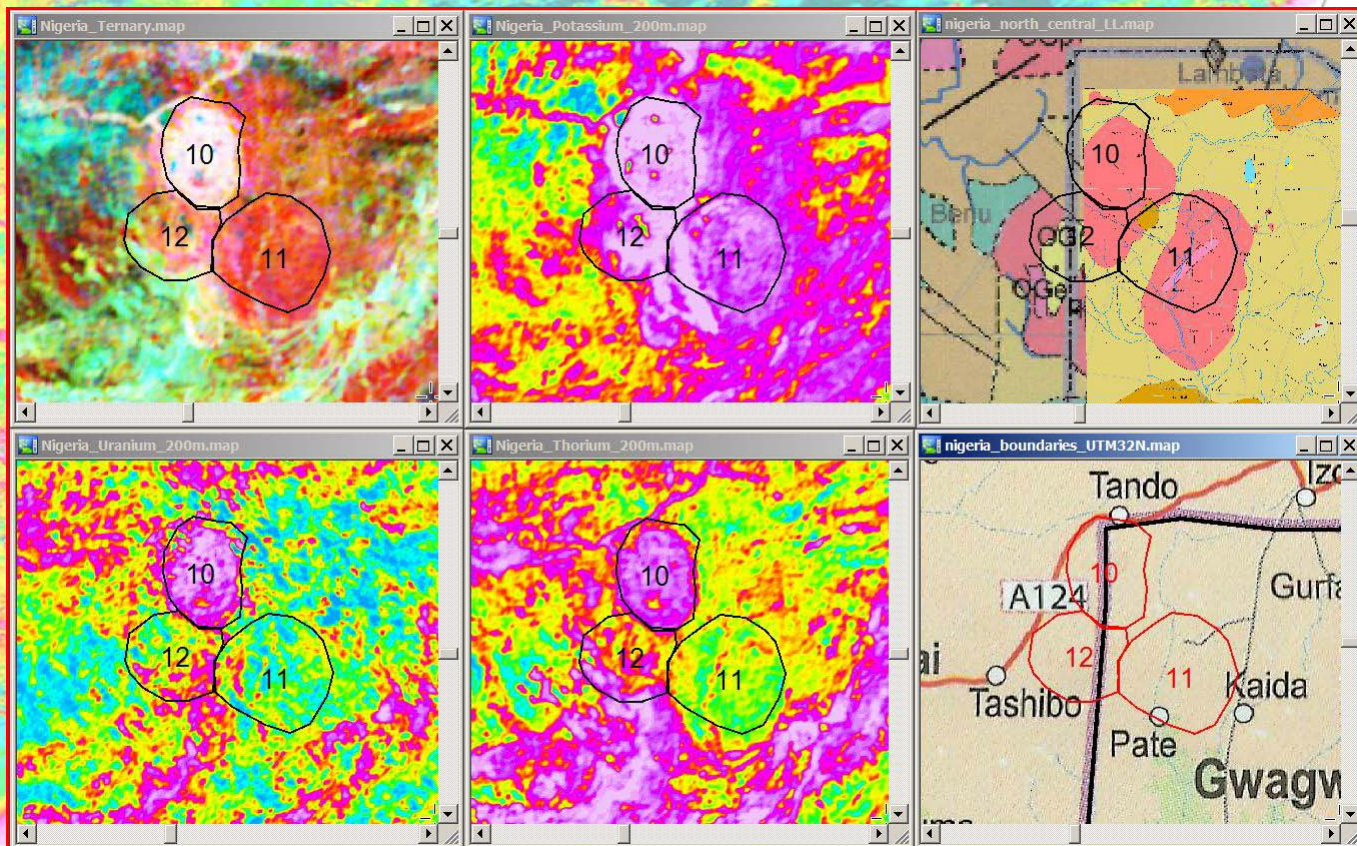 Nigeria_Ternary.map
10
12
11
Nigeria_Potassium_200m.map
10
12
11
nigeria_north_central_LL.map
Lambata
10
Benu
11
OGe
Nigeria_Uranium_200m.map
10
12
11
Nigeria_Thorium_200m.map
10
12
11
nigeria_boundaries_UTM32N.map
Tando
10
A124
Gurfa
12
11
ai
Kaida
Tashibo
Pate
Gwagw